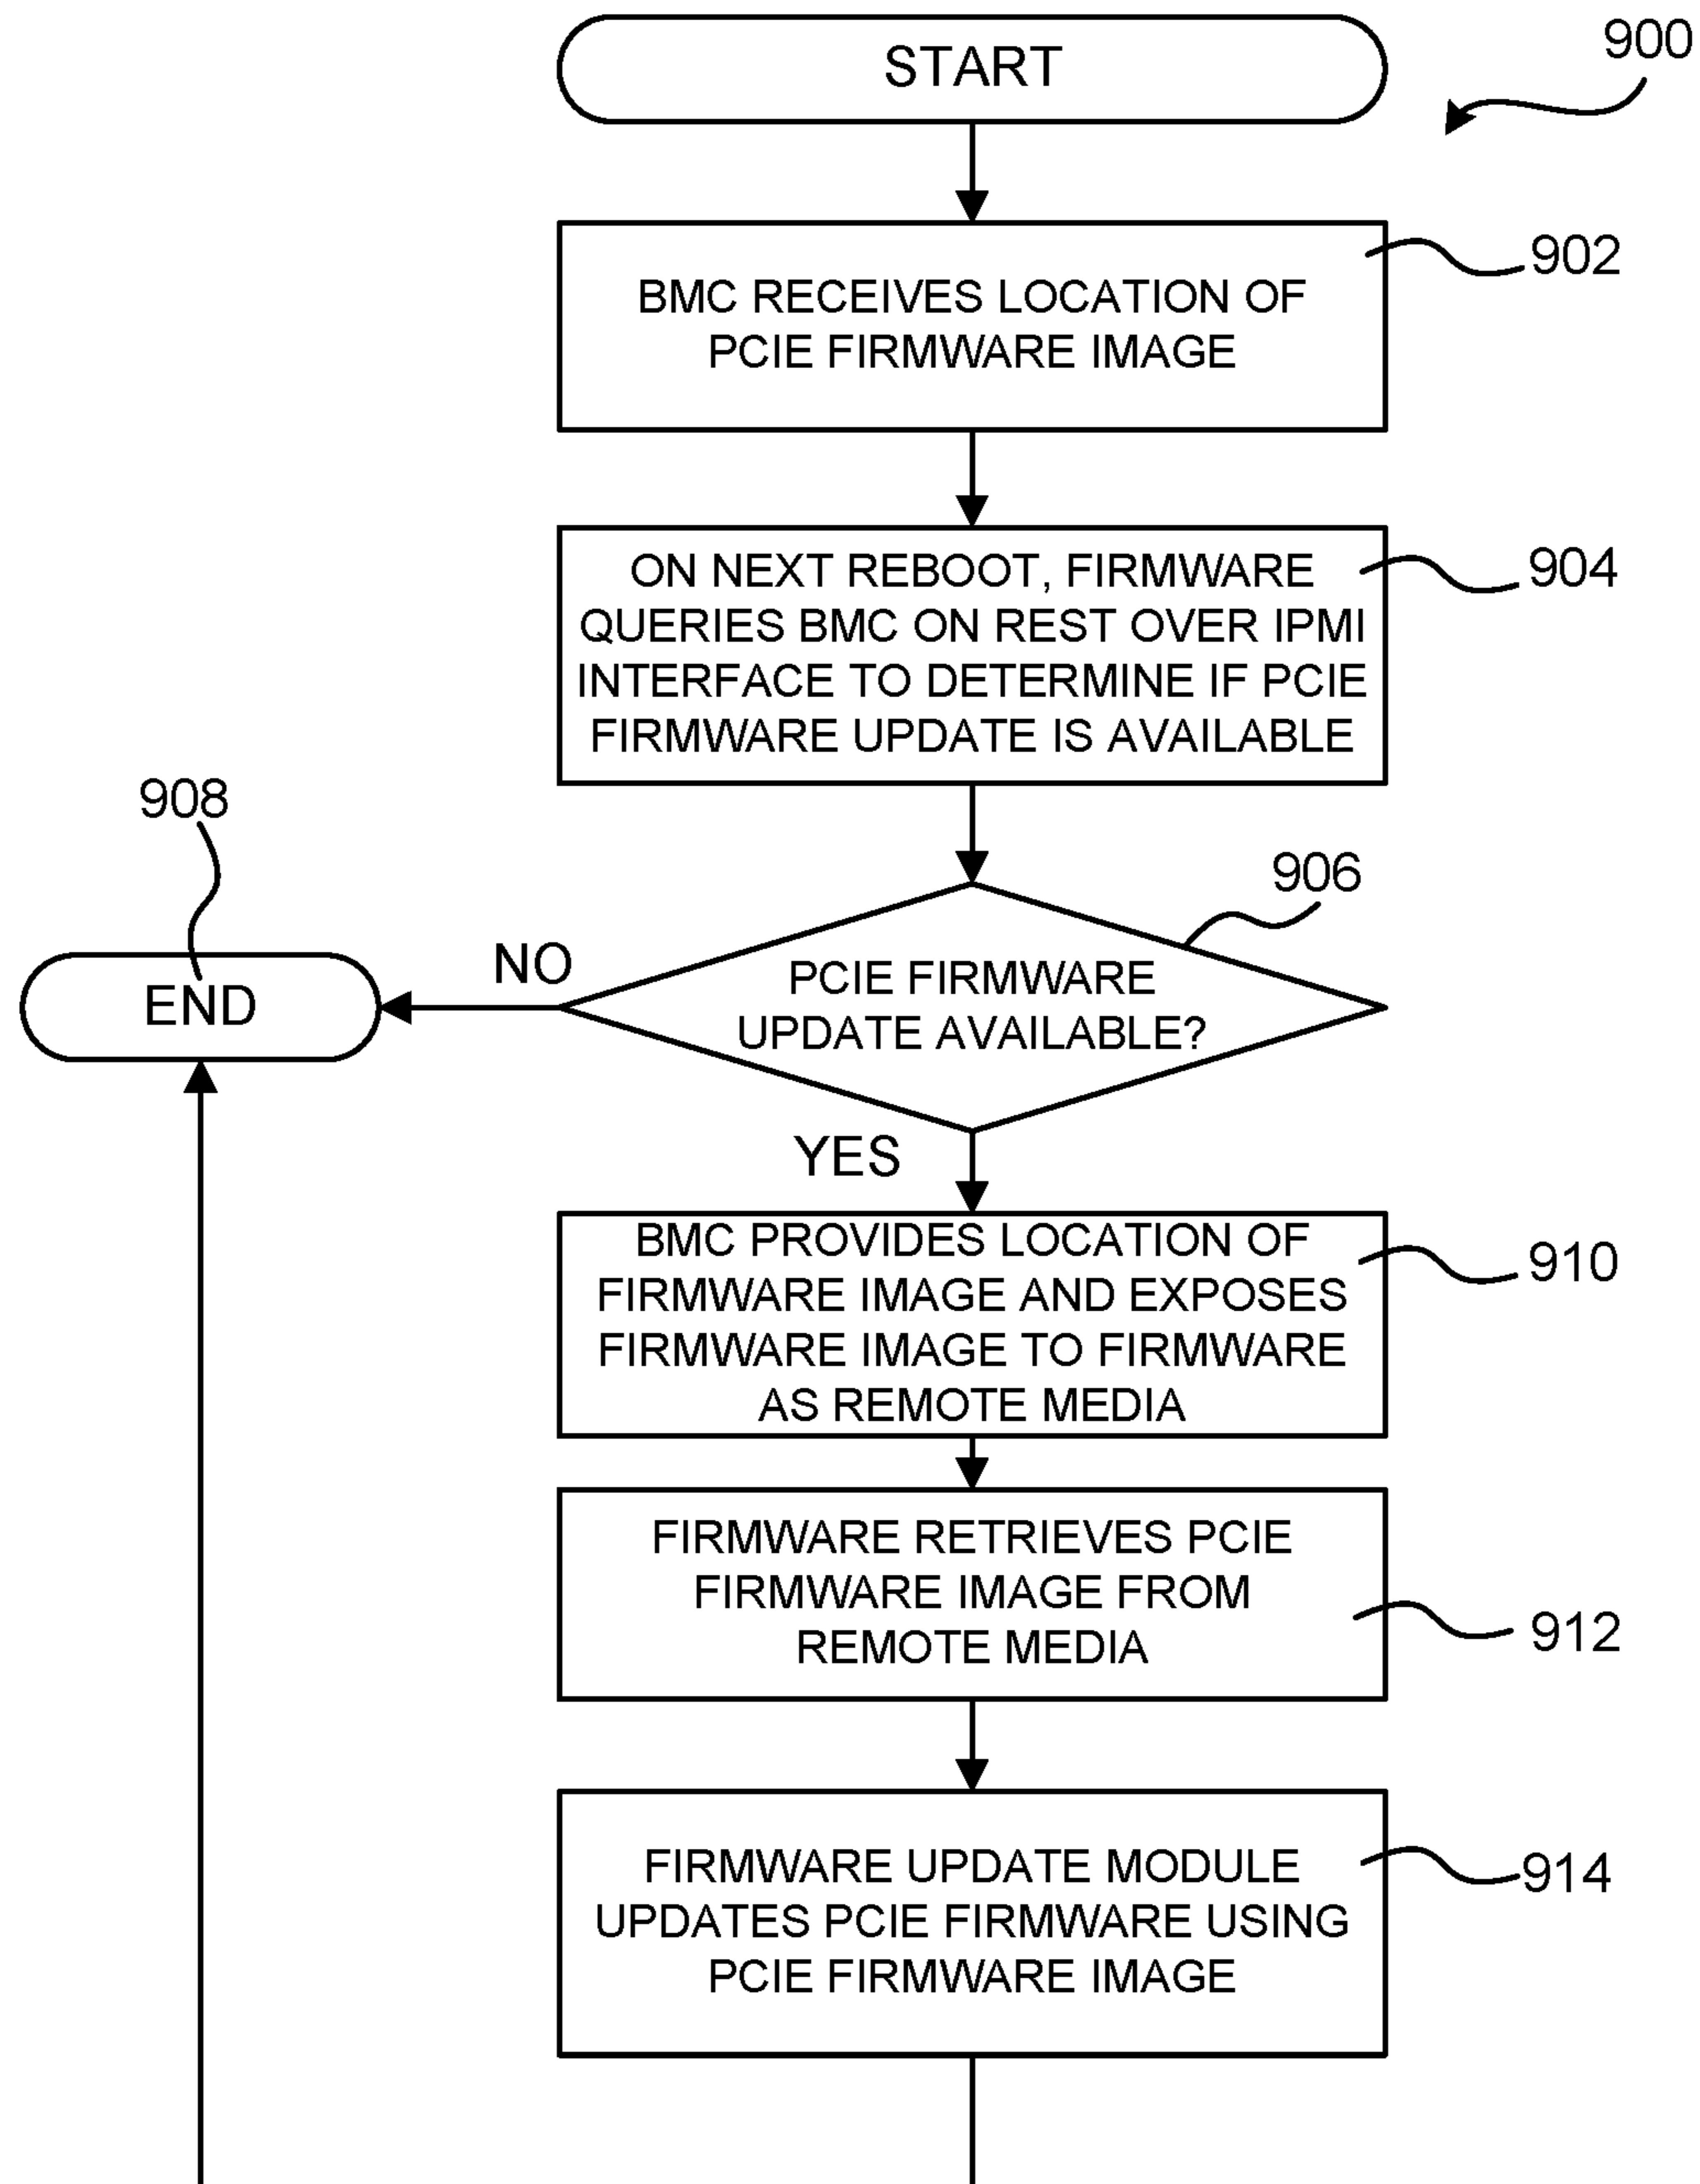 START
900
BMC RECEIVES LOCATION OF
PCIE FIRMWARE IMAGE
902
ON NEXT REBOOT, FIRMWARE
QUERIES BMC ON REST OVER IPMI
INTERFACE TO DETERMINE IF PCIE
FIRMWARE UPDATE IS AVAILABLE
904
908
END
NO
906
PCIE FIRMWARE
UPDATE AVAILABLE?
YES
BMC PROVIDES LOCATION OF
FIRMWARE IMAGE AND EXPOSES
FIRMWARE IMAGE TO FIRMWARE
AS REMOTE MEDIA
910
FIRMWARE RETRIEVES PCIE
FIRMWARE IMAGE FROM
REMOTE MEDIA
912
FIRMWARE UPDATE MODULE
UPDATES PCIE FIRMWARE USING
PCIE FIRMWARE IMAGE
914